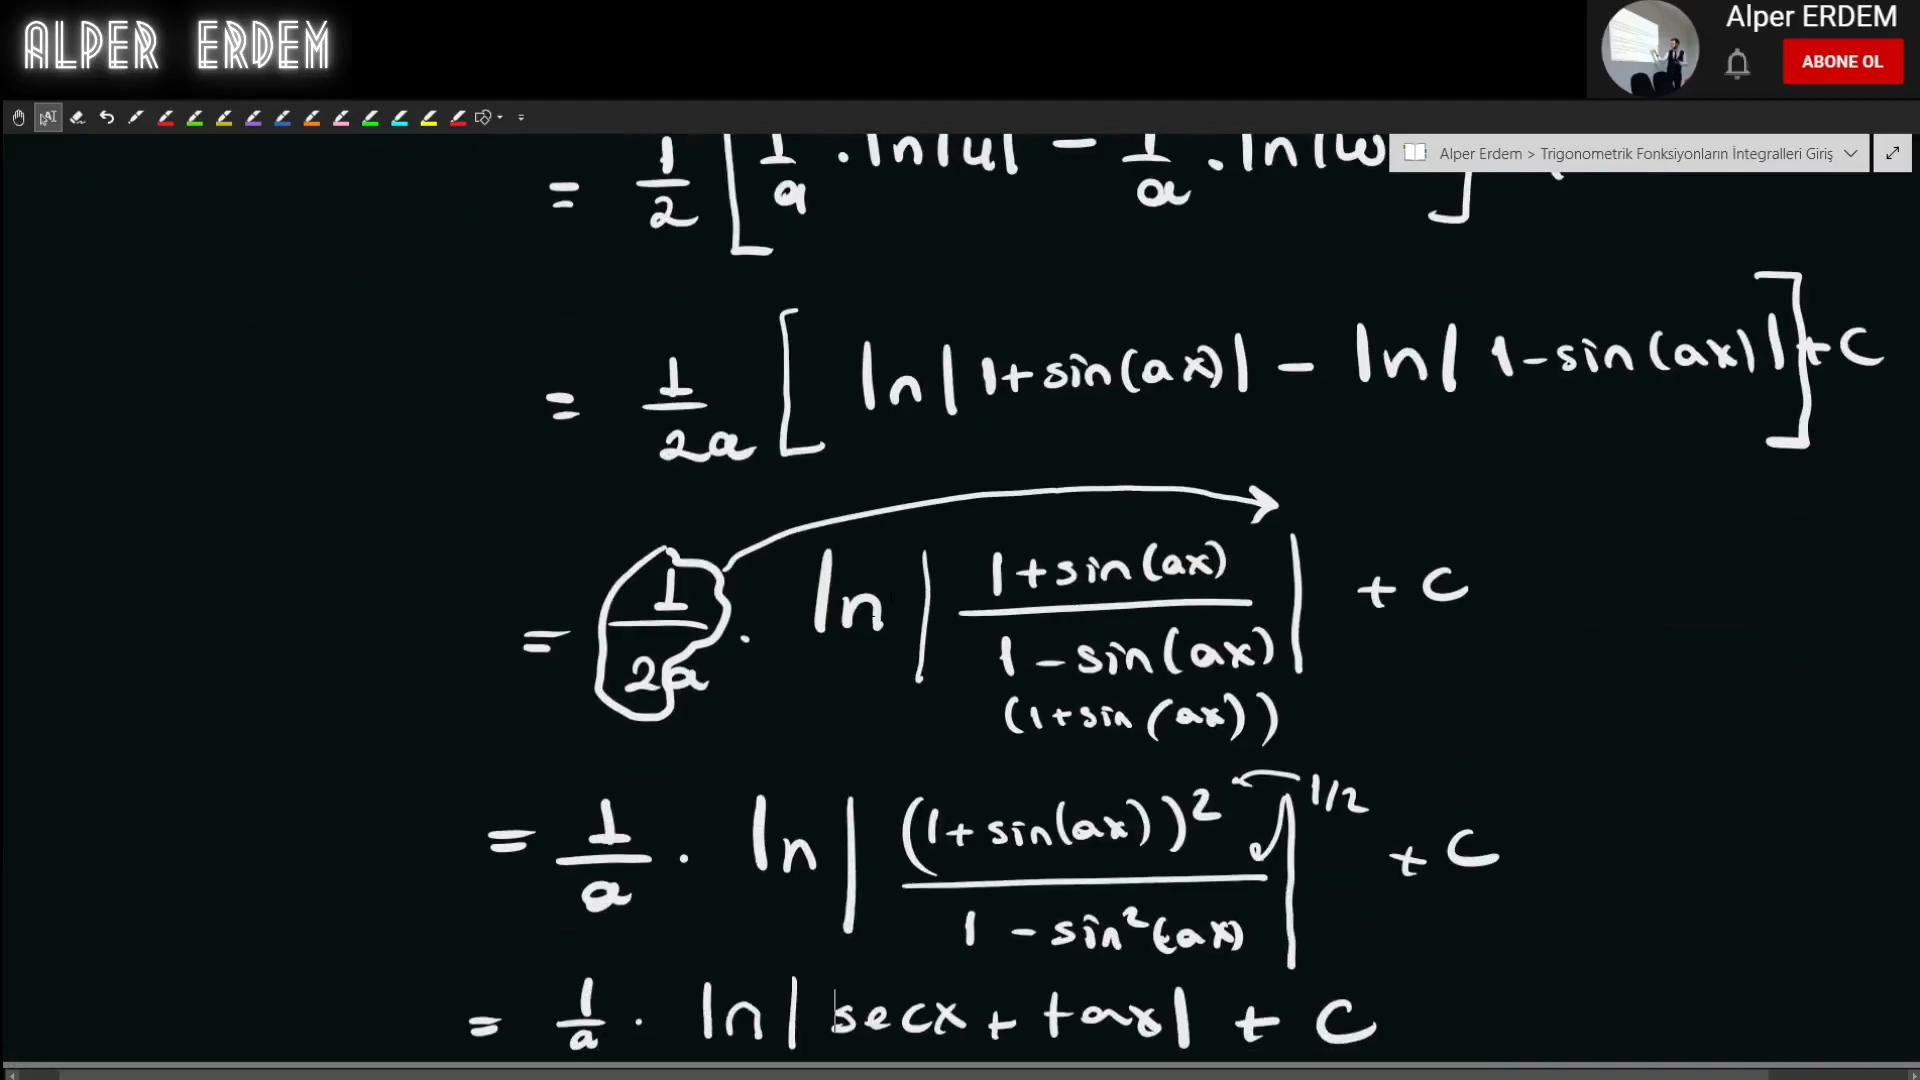 ALPER ERDEM
Alper ERDEM
ABONE OL
Alper Erdem > Trigonometrik Fonksiyonların İntegralleri Giriş
= 1/2 [ 1/a . ln|u| - 1/a . ln|w
= 1/2a [ ln|1+sin(ax)| - ln|1-sin(ax)| ] + C
= 1/2a . ln | 1+sin(ax) / 1-sin(ax) | + C
(1+sin(ax))
= 1/a . ln | (1+sin(ax))² / 1-sin²(ax) |^1/2 + C
= 1/a . ln | secx + tanx | + C